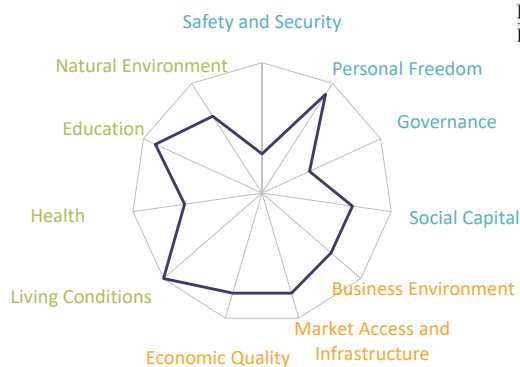 Safety and Security
Natural Environment
Personal Freedom
Education
Governance
Health
Social Capital
Living Conditions
Business Environment
Market Access and
Infrastructure
Economic Quality